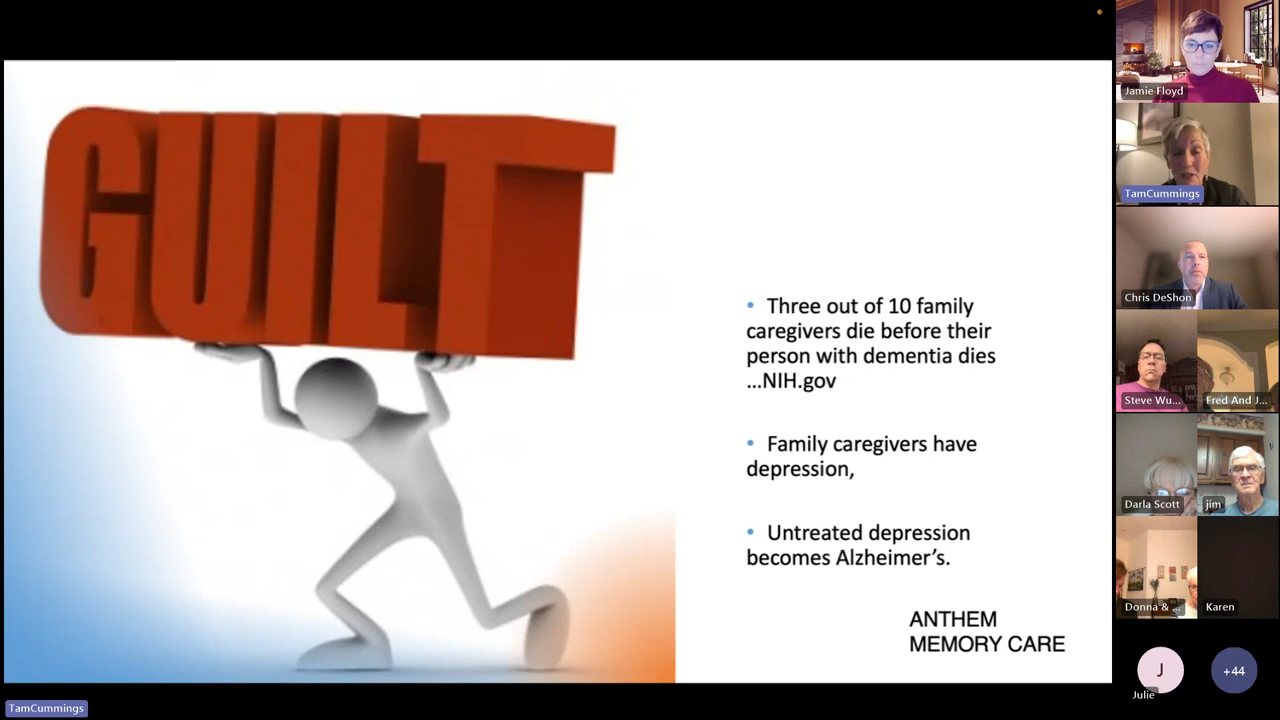 GUILT
• Three out of 10 family
caregivers die before their
person with dementia dies
...NIH.gov
• Family caregivers have
depression,
• Untreated depression
becomes Alzheimer’s.
ANTHEM
MEMORY CARE
TamCummings
Jamie Floyd
TamCummings
Chris DeShon
Steve Wu...
Fred And J...
Darla Scott
jim
Donna & ...
Karen
J
Julie
+44